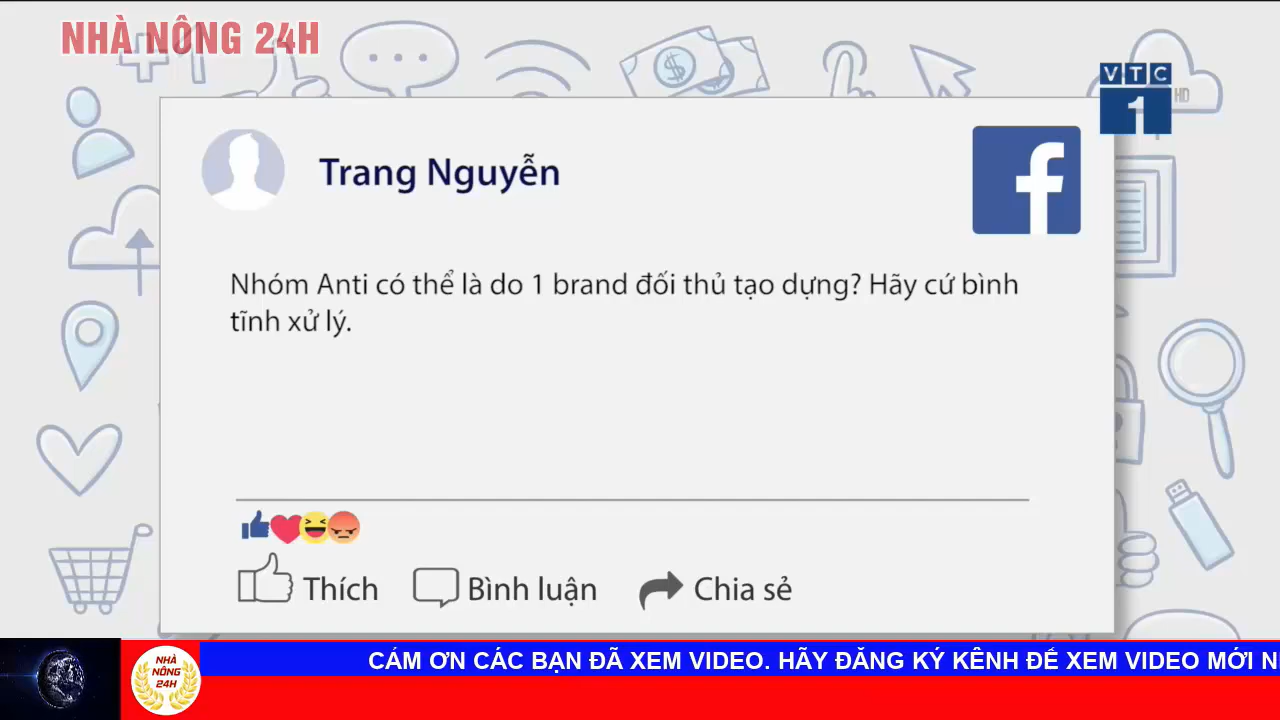 NHÀ NÔNG 24H
VTC
1
HD
Trang Nguyễn
f
Nhóm Anti có thể là do 1 brand đối thủ tạo dựng? Hãy cứ bình
tĩnh xử lý.
Thích
Bình luận
Chia sẻ
NHÀ
NÔNG
24H
CÁM ƠN CÁC BẠN ĐÃ XEM VIDEO. HÃY ĐĂNG KÝ KÊNH ĐỂ XEM VIDEO MỚI